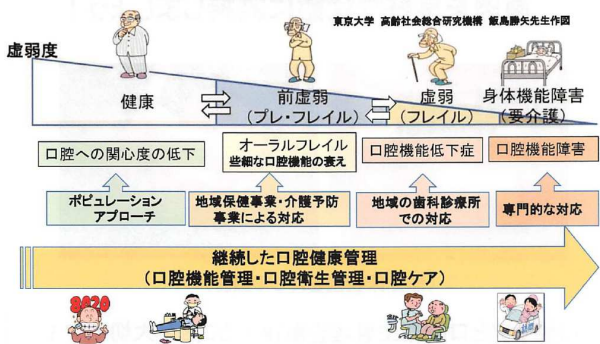 東京大学 高齢社会総合研究機構 飯島勝矢先生作図
虚弱度
健康
前虚弱
(プレ・フレイル)
虚弱
(フレイル)
身体機能障害
(要介護)
口腔への関心度の低下
オーラルフレイル
些細な口腔機能の衰え
口腔機能低下症
口腔機能障害
ポピュレーション
アプローチ
地域保健事業・介護予防
事業による対応
地域の歯科診療所
での対応
専門的な対応
継続した口腔健康管理
(口腔機能管理・口腔衛生管理・口腔ケア)
8020